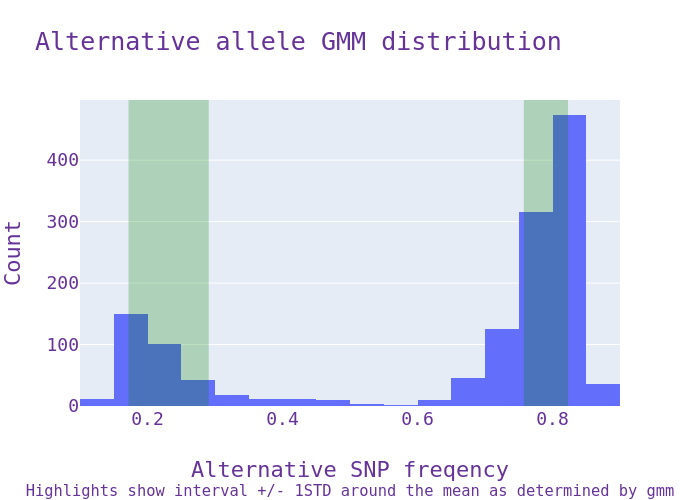 Alternative allele GMM distribution
400
300
200
100
0
Count
0.2
0.4
0.6
0.8
Alternative SNP freqency
Highlights show interval +/- 1STD around the mean as determined by gmm